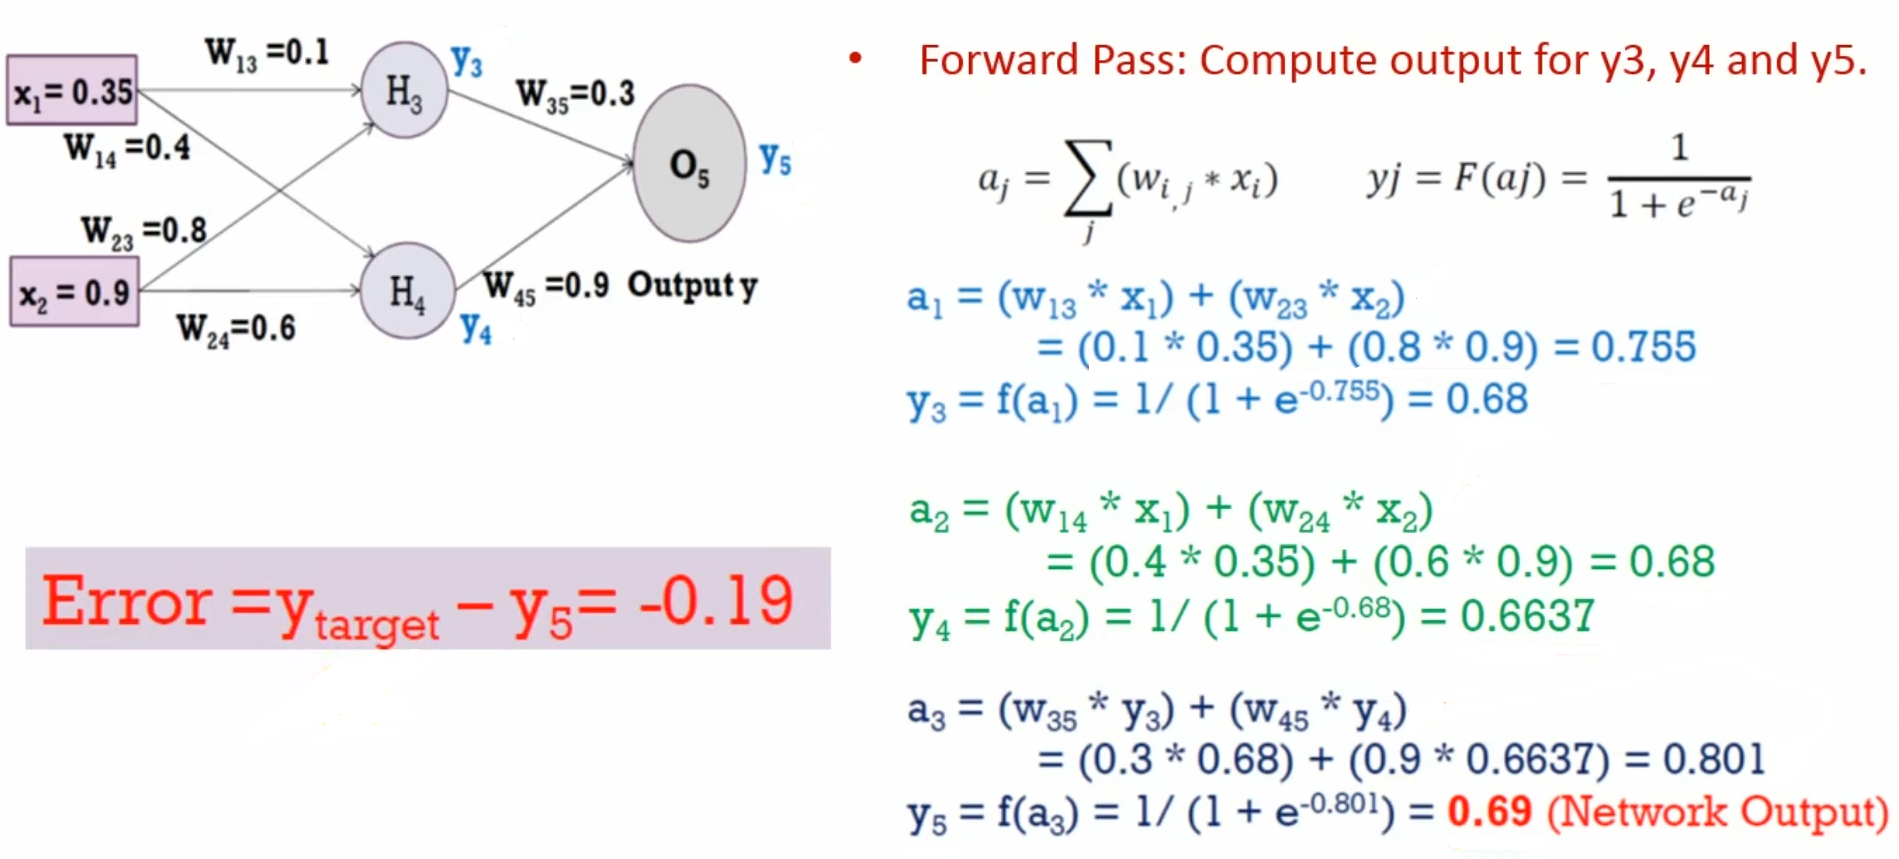 W₁₃ =0.1
y₃
x₁= 0.35
H₃
W₃₅=0.3
W₁₄ =0.4
O₅
y₅
W₂₃ =0.8
x₂ = 0.9
H₄
W₄₅ =0.9 Output y
W₂₄=0.6
y₄
Error =y_target – y₅= -0.19
• Forward Pass: Compute output for y3, y4 and y5.
a_j = ∑_j (w_i,j * x_i)    yj = F(aj) = 1 / (1 + e^−a_j)
a₁ = (w₁₃ * x₁) + (w₂₃ * x₂)
= (0.1 * 0.35) + (0.8 * 0.9) = 0.755
y₃ = f(a₁) = 1/ (1 + e^-0.755) = 0.68
a₂ = (w₁₄ * x₁) + (w₂₄ * x₂)
= (0.4 * 0.35) + (0.6 * 0.9) = 0.68
y₄ = f(a₂) = 1/ (1 + e^-0.68) = 0.6637
a₃ = (w₃₅ * y₃) + (w₄₅ * y₄)
= (0.3 * 0.68) + (0.9 * 0.6637) = 0.801
y₅ = f(a₃) = 1/ (1 + e^-0.801) = 0.69 (Network Output)